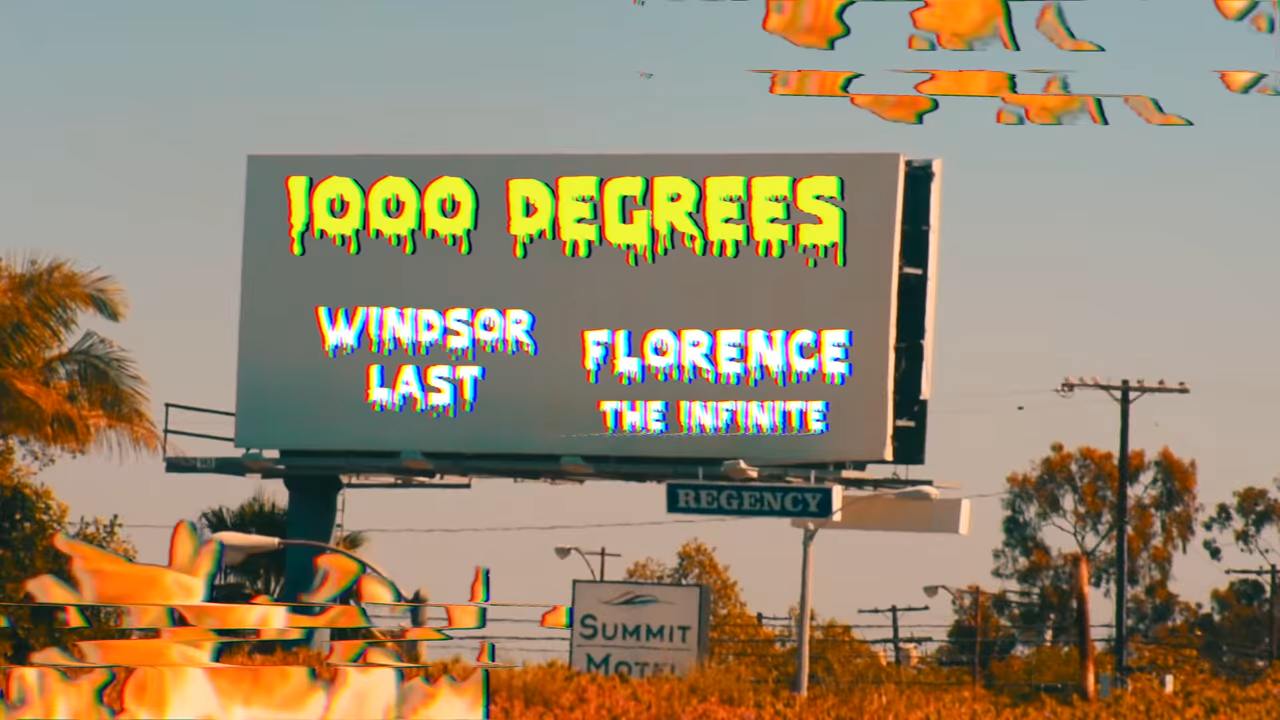 1000 DEGREES
WINDSOR
LAST
FLORENCE
THE INFINITE
REGENCY
SUMMIT
MOTEL